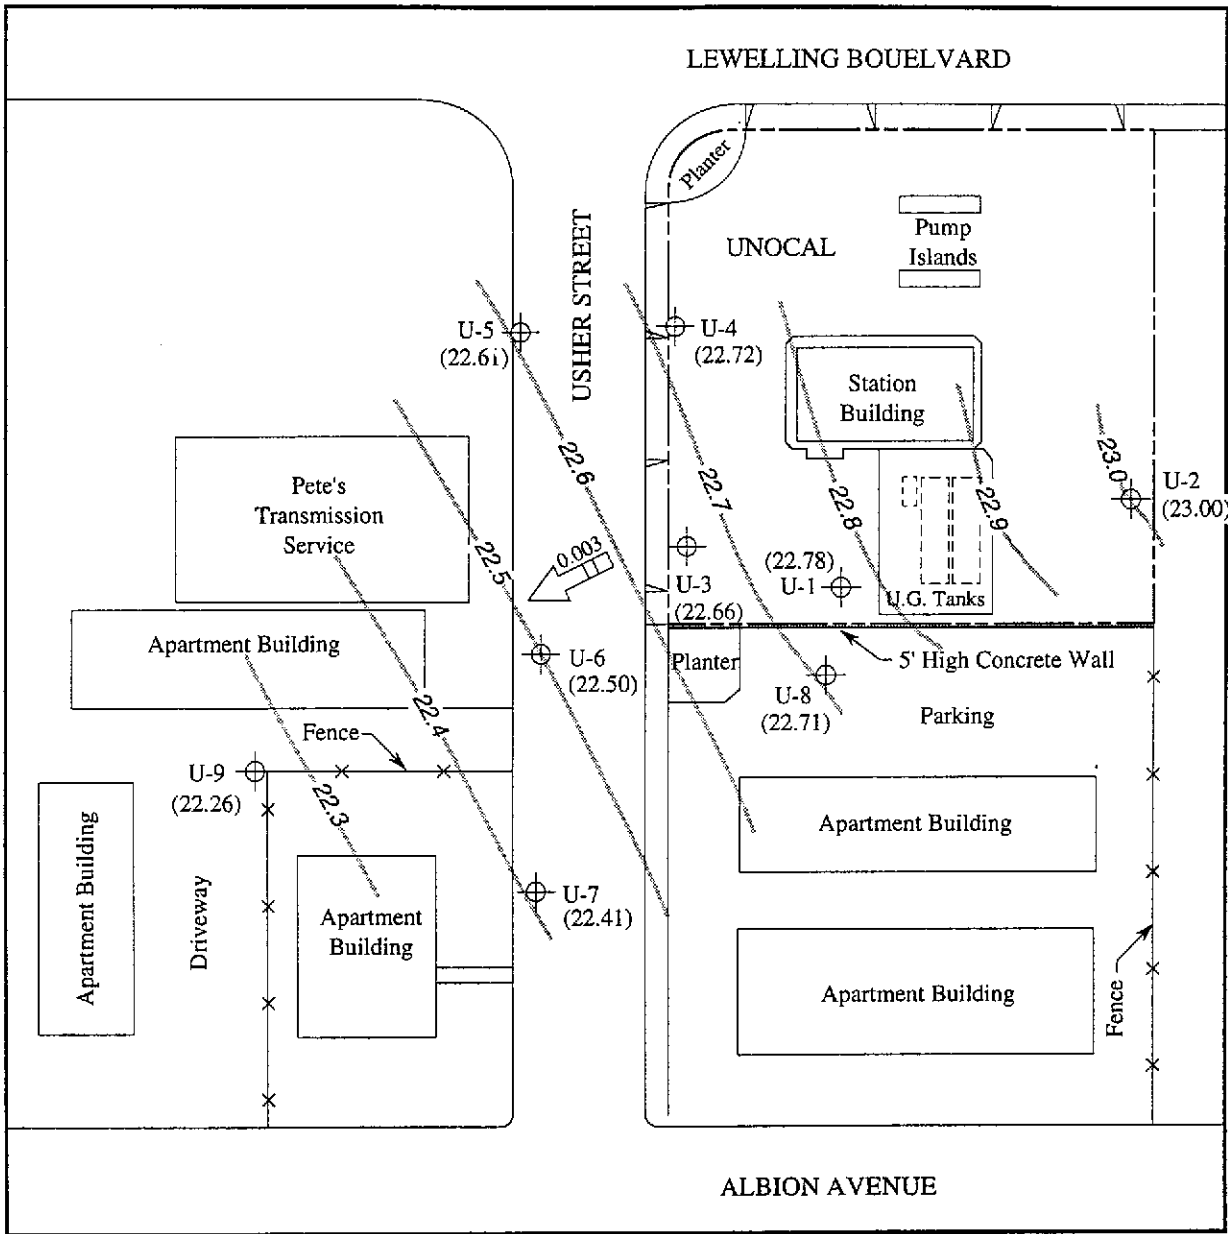 LEWELLING BOUELVARD
Planter
USHER STREET
UNOCAL
Pump
Islands
U-5
(22.61)
U-4
(22.72)
Station
Building
22.6
22.7
22.8
22.9
23.0
U-2
(23.00)
Pete's
Transmission
Service
22.5
0.003
U-3
(22.66)
(22.78)
U-1
U.G. Tanks
Apartment Building
U-6
(22.50)
Planter
5' High Concrete Wall
U-8
(22.71)
Parking
22.4
Fence
U-9
(22.26)
22.3
Apartment Building
Apartment Building
Driveway
Apartment
Building
U-7
(22.41)
Apartment Building
Fence
ALBION AVENUE